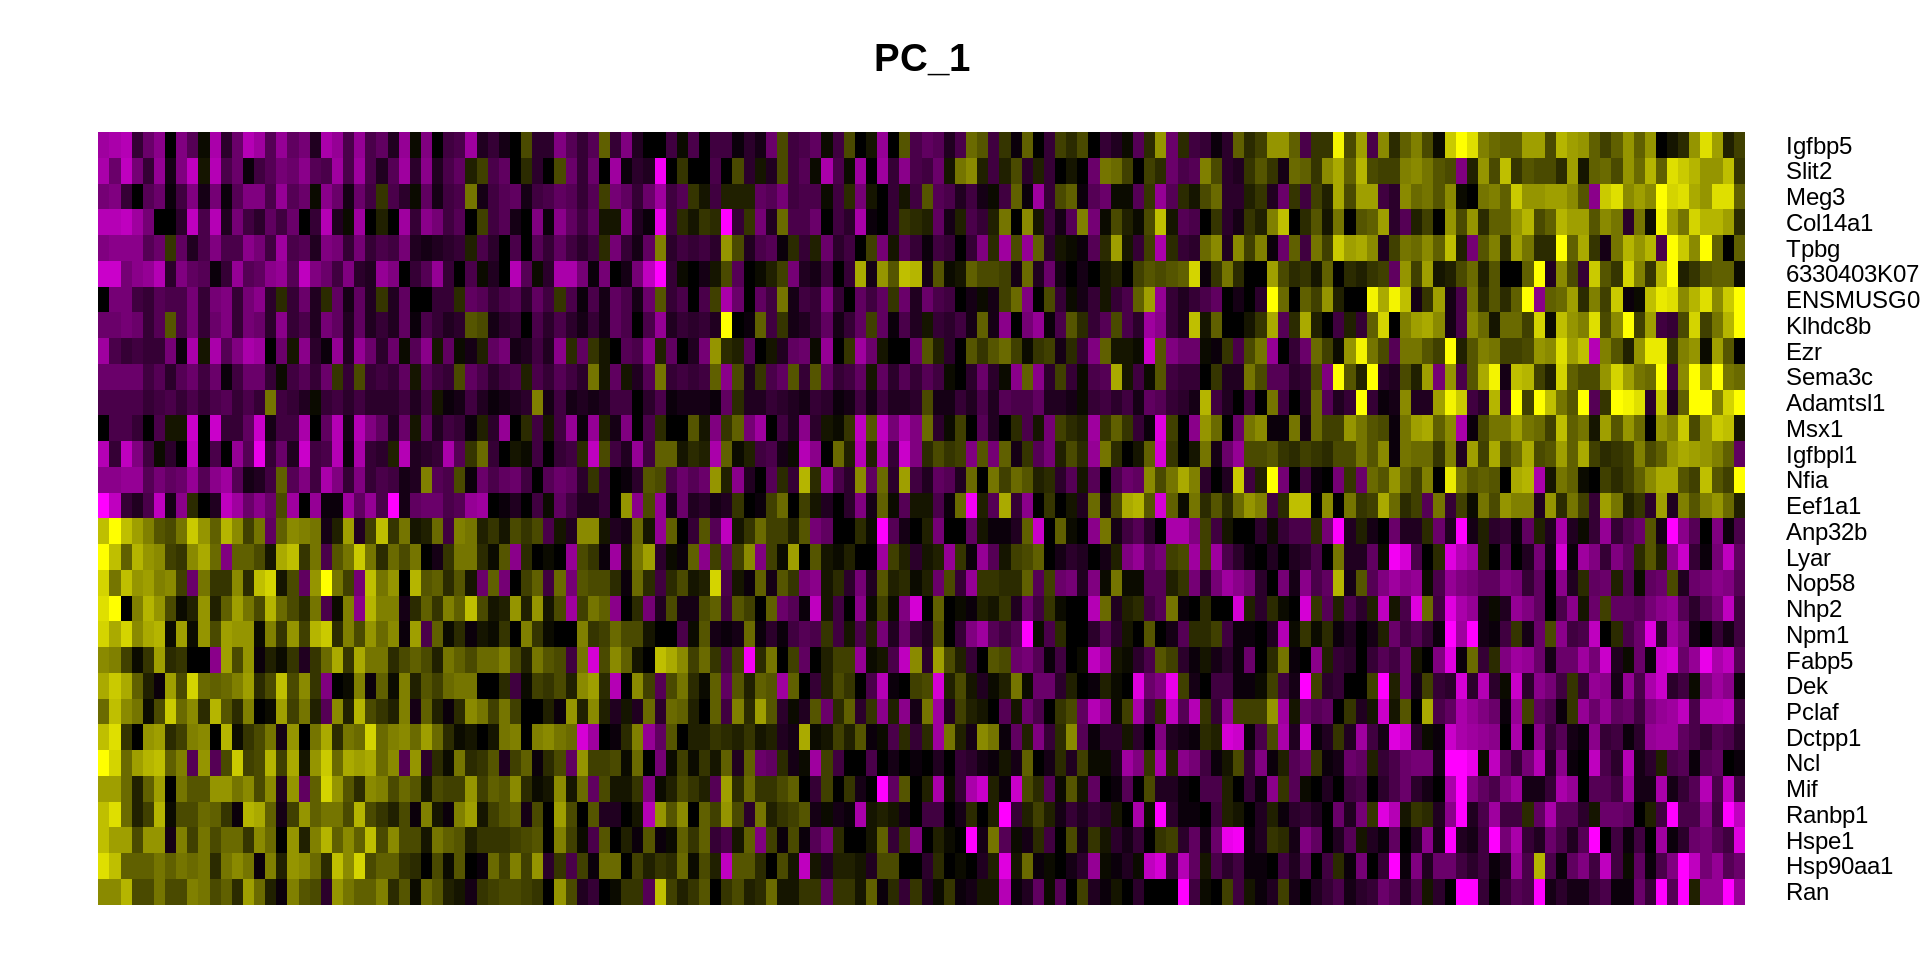 PC_1
Igfbp5
Slit2
Meg3
Col14a1
Tpbg
6330403K07
ENSMUSG0
Klhdc8b
Ezr
Sema3c
Adamtsl1
Msx1
Igfbpl1
Nfia
Eef1a1
Anp32b
Lyar
Nop58
Nhp2
Npm1
Fabp5
Dek
Pclaf
Dctpp1
Ncl
Mif
Ranbp1
Hspe1
Hsp90aa1
Ran